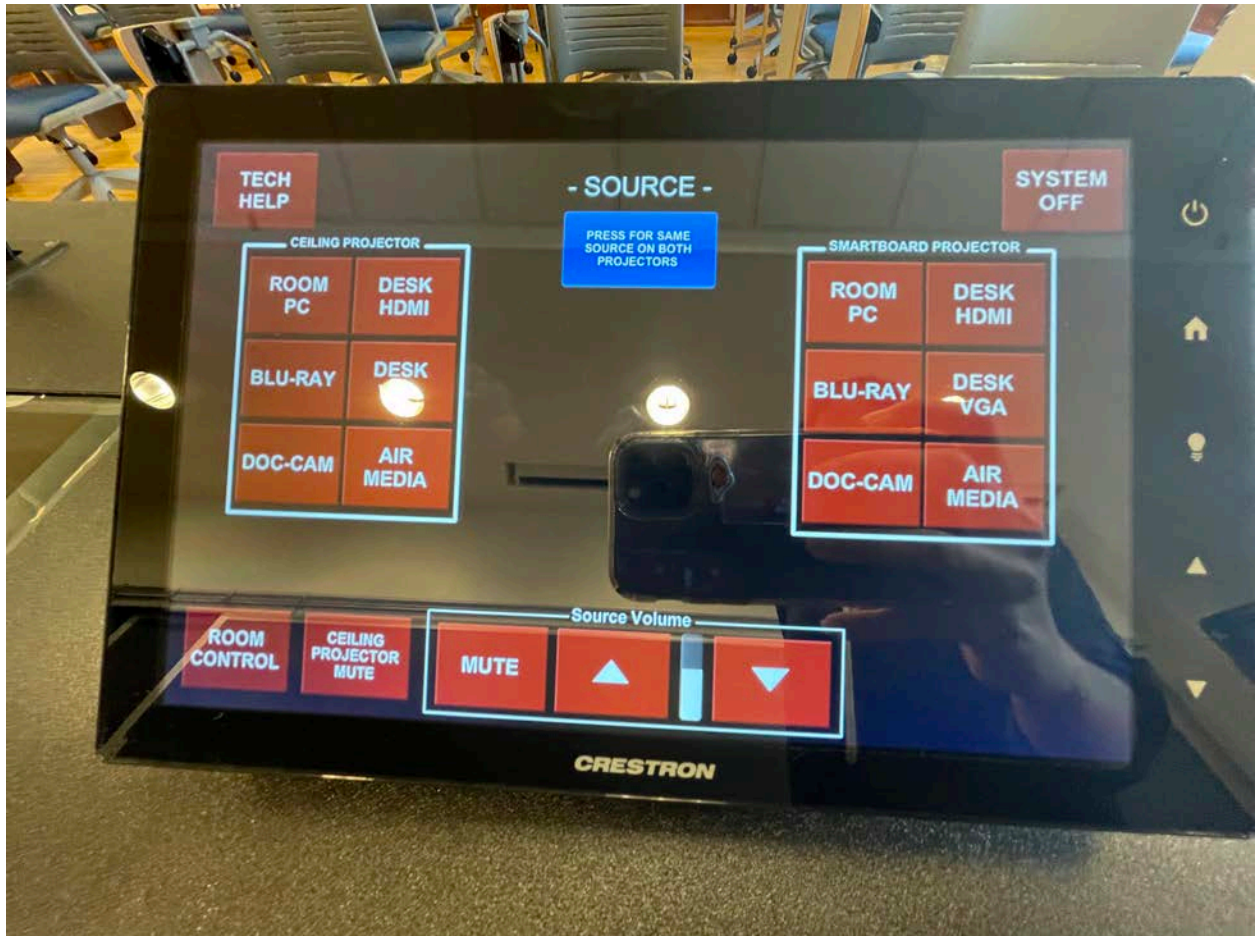 TECH
HELP
- SOURCE -
SYSTEM
OFF
PRESS FOR SAME
SOURCE ON BOTH
PROJECTORS
CEILING PROJECTOR
ROOM
PC
DESK
HDMI
BLU-RAY
DESK
DOC-CAM
AIR
MEDIA
SMARTBOARD PROJECTOR
ROOM
PC
DESK
HDMI
BLU-RAY
DESK
VGA
DOC-CAM
AIR
MEDIA
ROOM
CONTROL
CEILING
PROJECTOR
MUTE
Source Volume
MUTE
CRESTRON